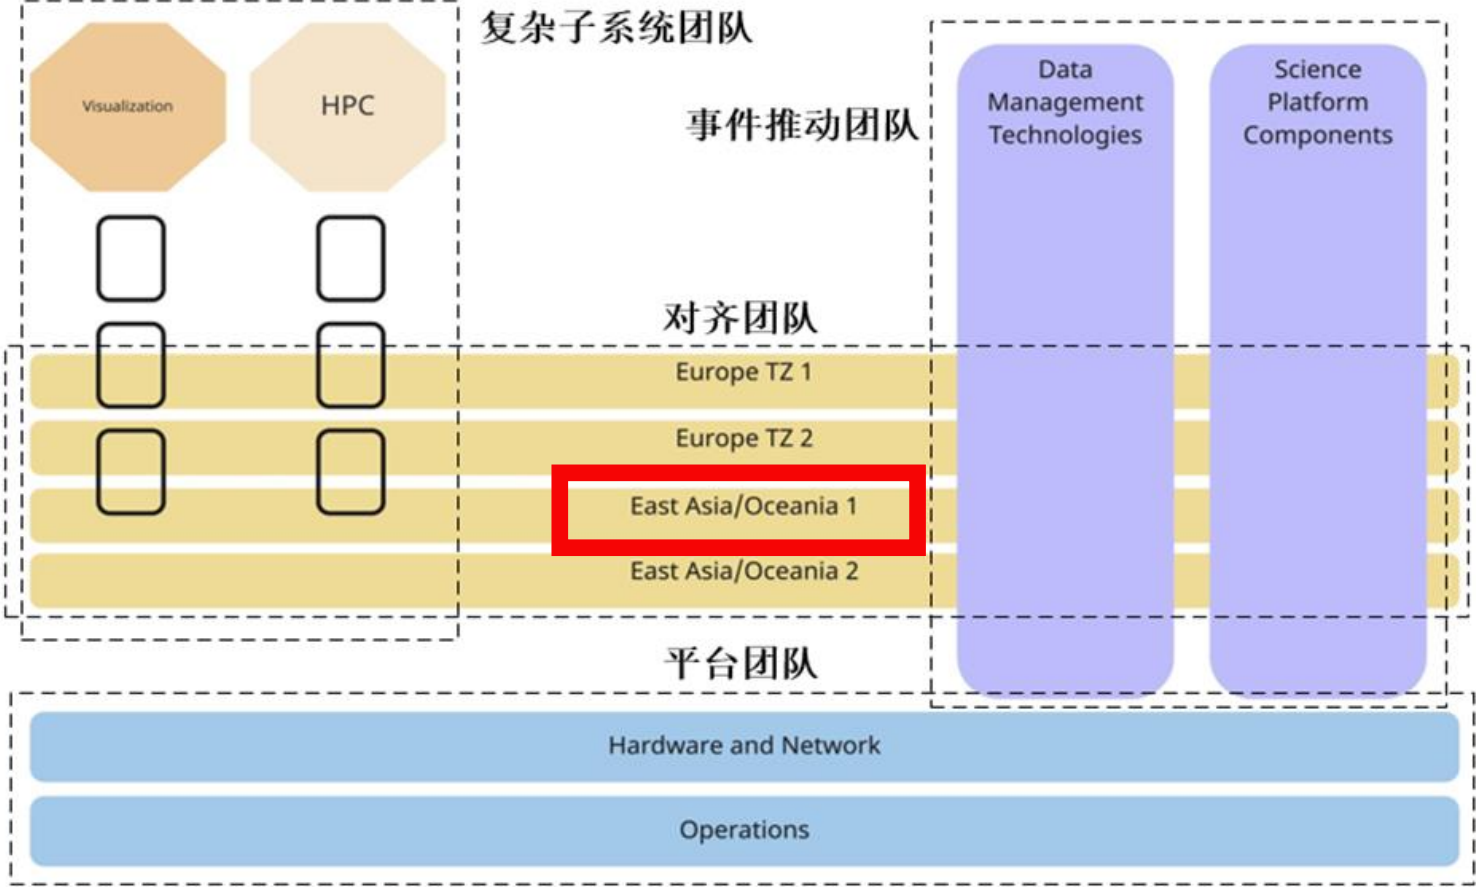 复杂子系统团队
Visualization
HPC
事件推动团队
Data
Management
Technologies
Science
Platform
Components
对齐团队
Europe TZ 1
Europe TZ 2
East Asia/Oceania 1
East Asia/Oceania 2
平台团队
Hardware and Network
Operations